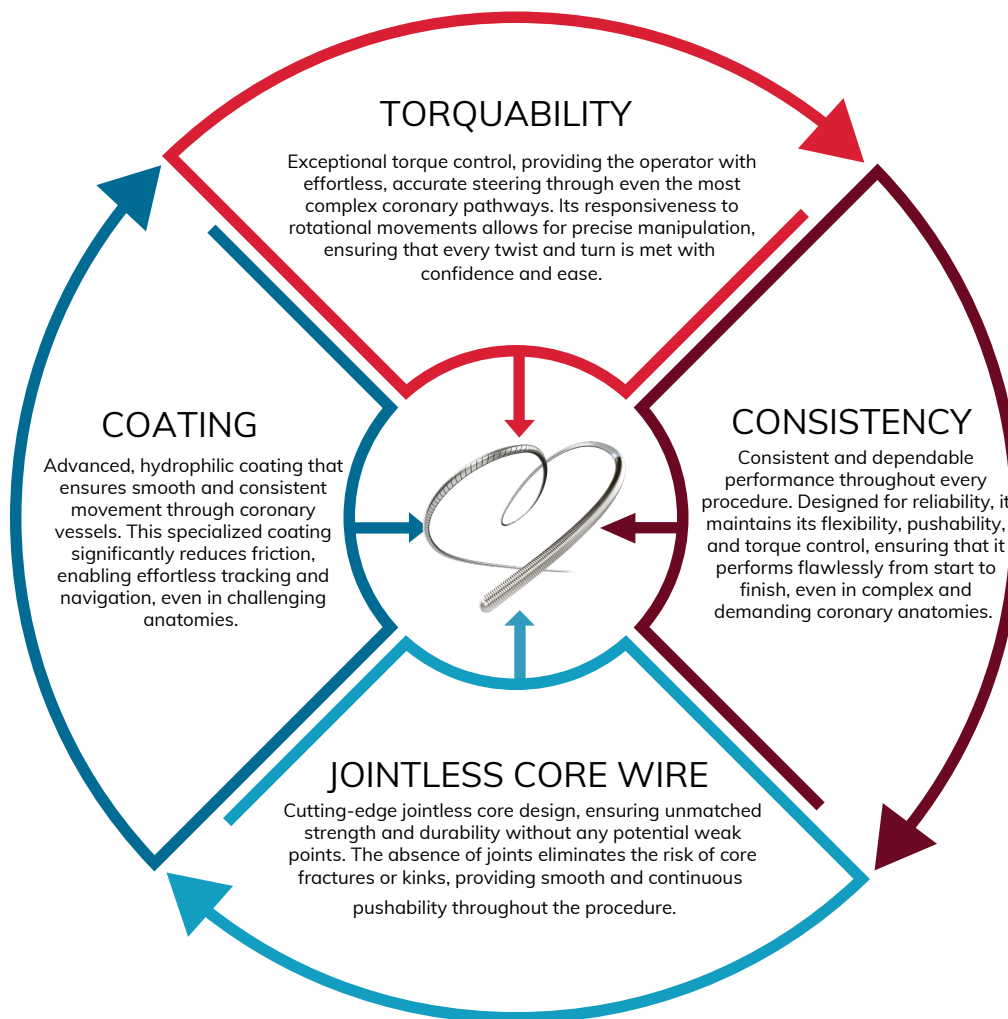 TORQUABILITY
Exceptional torque control, providing the operator with
effortless, accurate steering through even the most
complex coronary pathways. Its responsiveness to
rotational movements allows for precise manipulation,
ensuring that every twist and turn is met with
confidence and ease.
COATING
Advanced, hydrophilic coating that
ensures smooth and consistent
movement through coronary
vessels. This specialized coating
significantly reduces friction,
enabling effortless tracking and
navigation, even in challenging
anatomies.
CONSISTENCY
Consistent and dependable
performance throughout every
procedure. Designed for reliability, it
maintains its flexibility, pushability,
and torque control, ensuring that it
performs flawlessly from start to
finish, even in complex and
demanding coronary anatomies.
JOINTLESS CORE WIRE
Cutting-edge jointless core design, ensuring unmatched
strength and durability without any potential weak
points. The absence of joints eliminates the risk of core
fractures or kinks, providing smooth and continuous
pushability throughout the procedure.